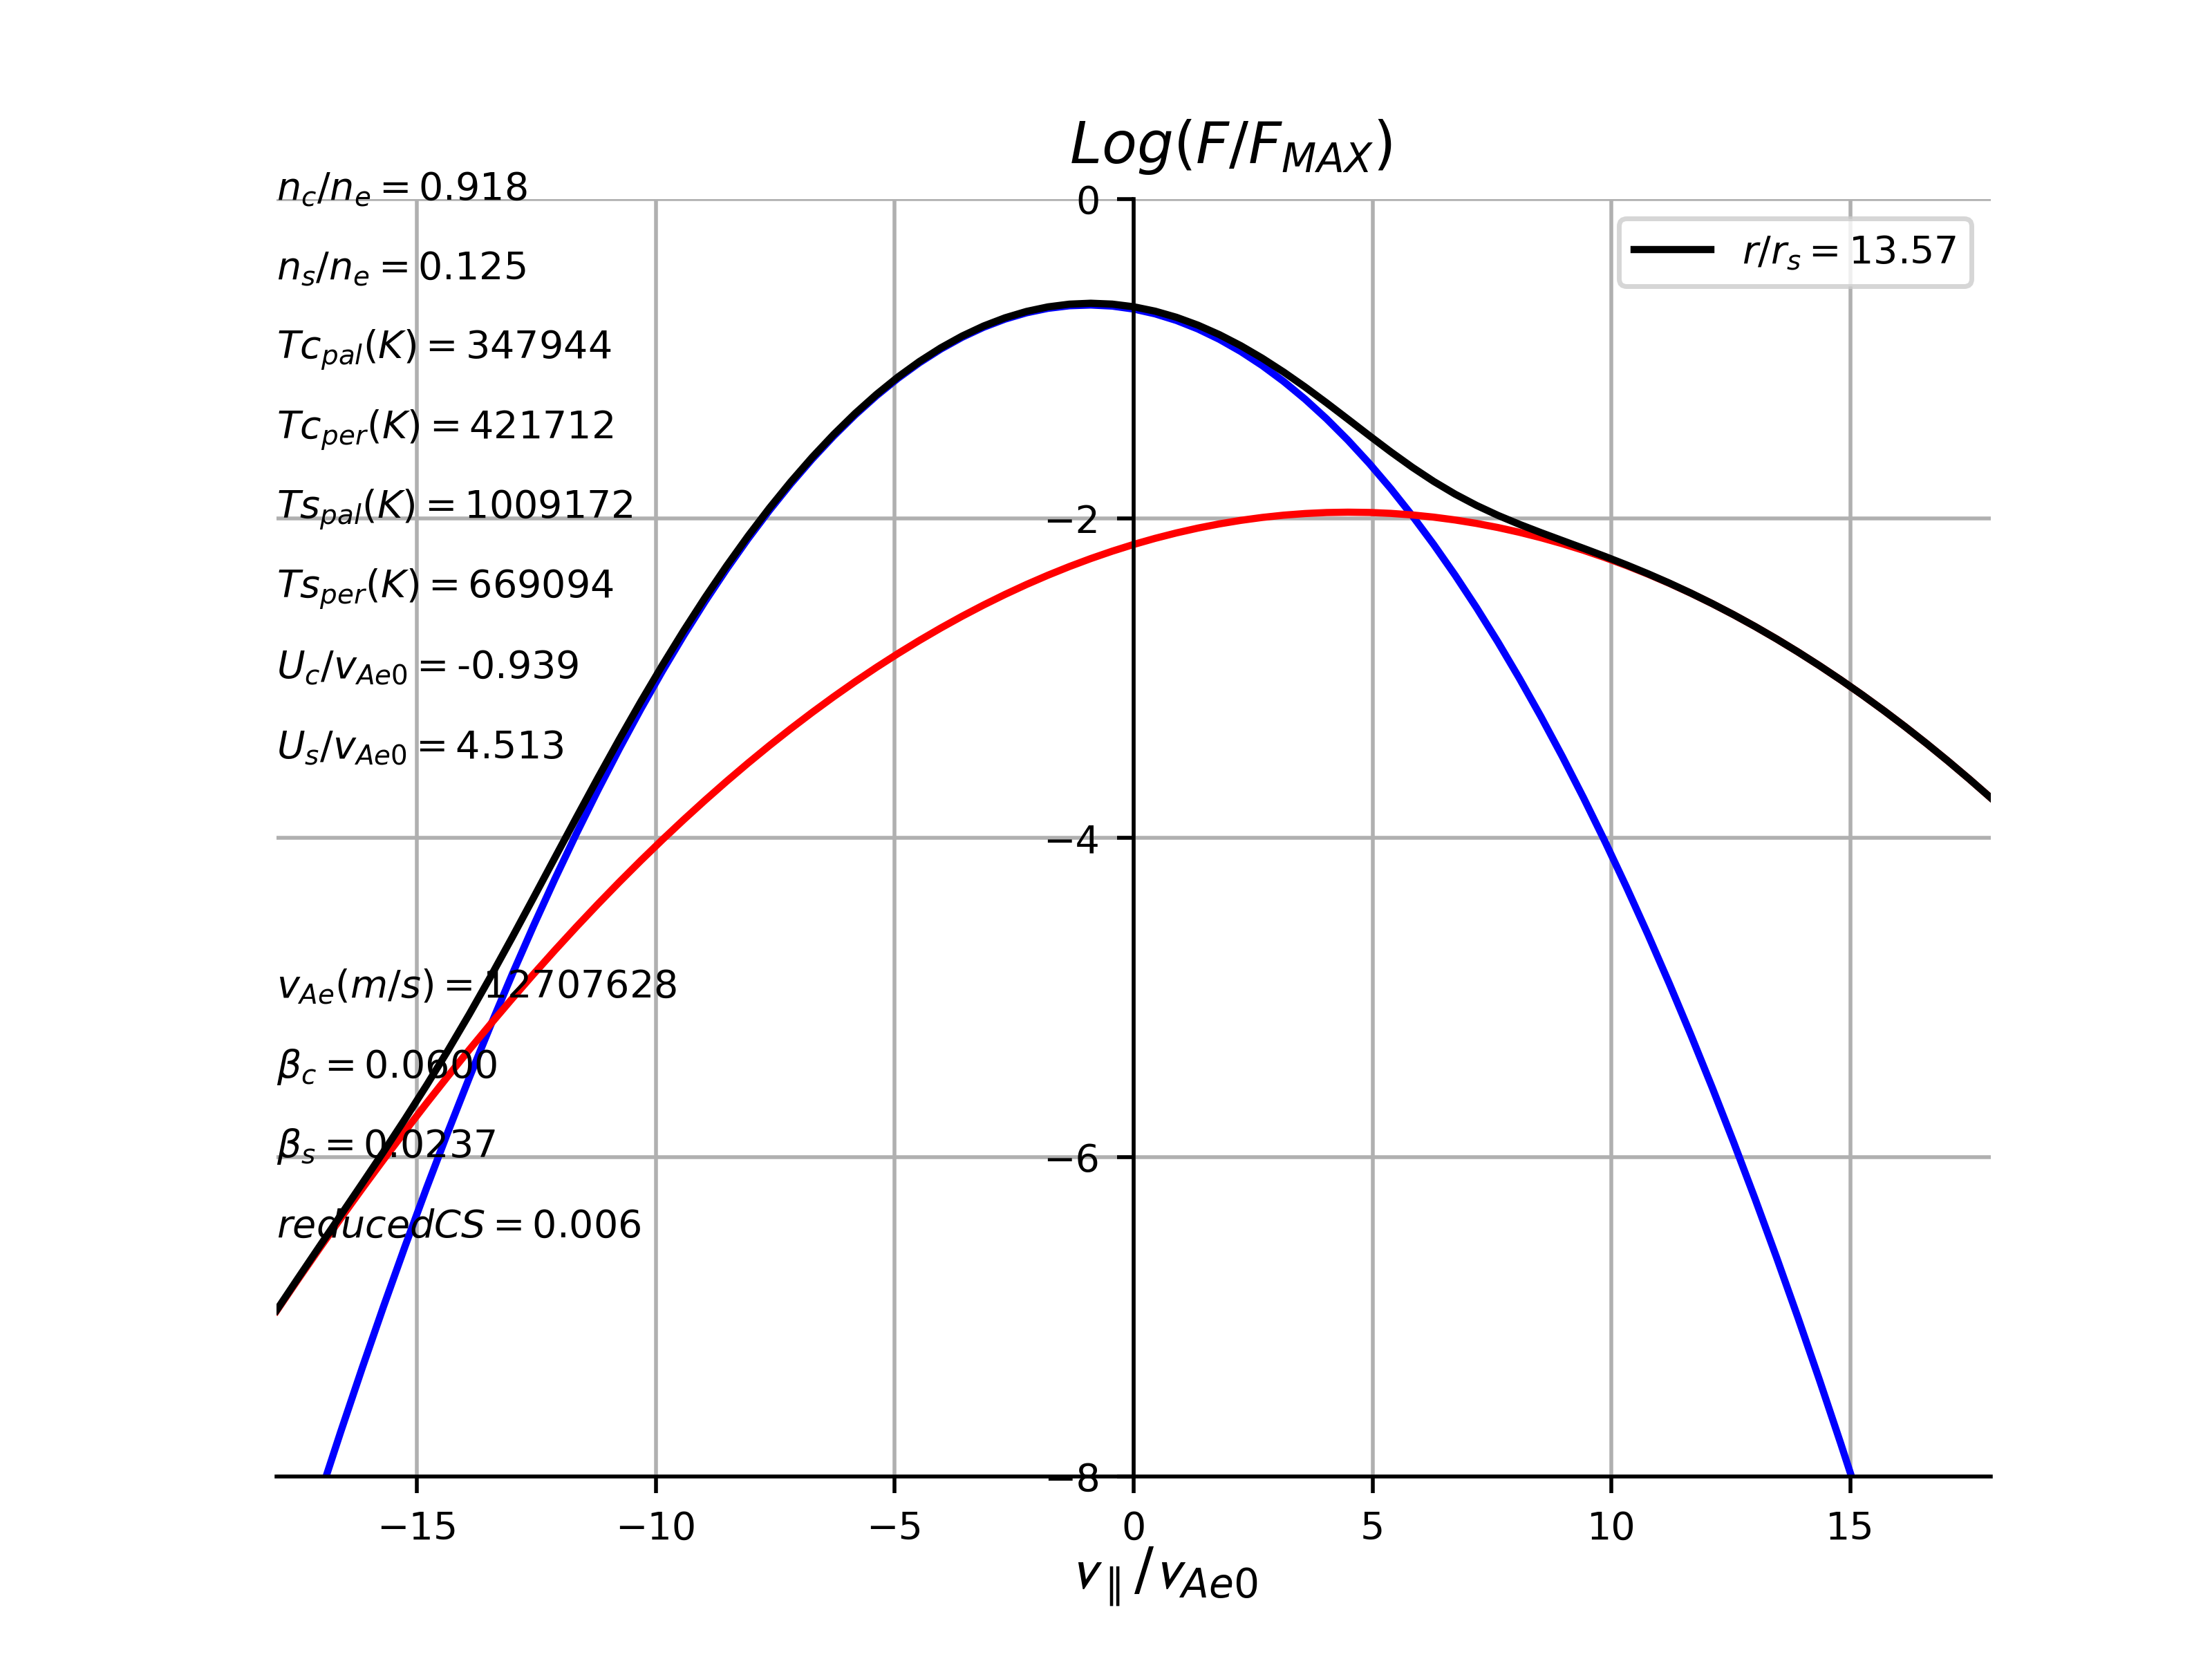 Log(F/F_MAX)
n_c/n_e = 0.918
0
r/r_s = 13.57
n_s/n_e = 0.125
Tc_pal(K) = 347944
Tc_per(K) = 421712
Ts_pal(K) = 1009172
−2
Ts_per(K) = 669094
U_c/v_Ae0 = -0.939
U_s/v_Ae0 = 4.513
−4
v_Ae(m/s) = 12707628
β_c = 0.0600
β_s = 0.0237
−6
reducedCS = 0.006
−8
−15 −10 −5 0 5 10 15
v_∥/v_Ae0